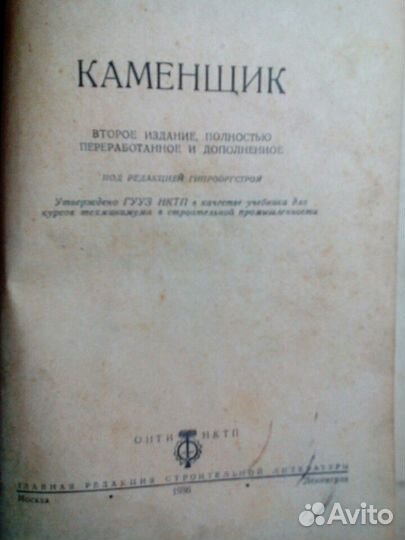 КАМЕНЩИК
ВТОРОЕ ИЗДАНИЕ, ПОЛНОСТЬЮ
ПЕРЕРАБОТАННОЕ И ДОПОЛНЕННОЕ
ПОД РЕДАКЦИЕЙ ГИПРООРГСТРОЯ
Утверждено ГУУЗ НКТП в качестве учебника для
курсов техминимума в строительной промышленности
ОНТИ НКТП
ГЛАВНАЯ РЕДАКЦИЯ СТРОИТЕЛЬНОЙ ЛИТЕРАТУРЫ
Москва • 1936 • Ленинград
Avito